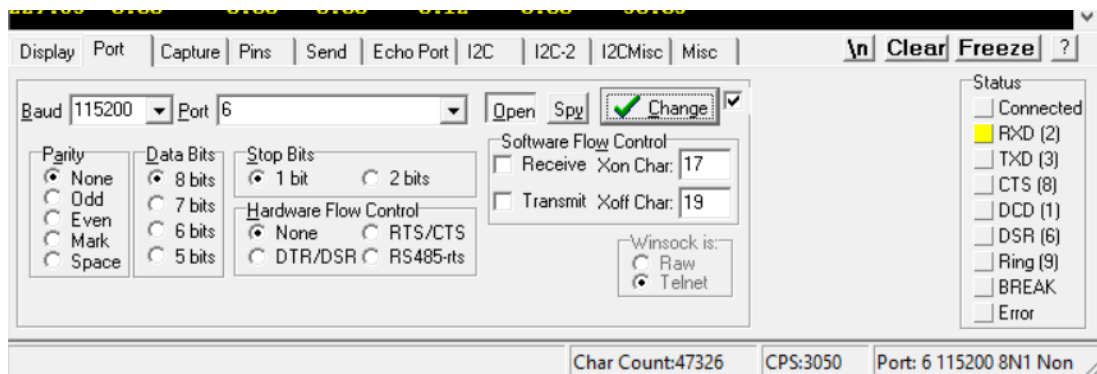 Display Port Capture Pins Send Echo Port I2C I2C-2 I2CMisc Misc \n Clear Freeze ?
Baud 115200 Port 6 Open Spy Change
Status
Connected
RXD (2)
TXD (3)
CTS (8)
DCD (1)
DSR (6)
Ring (9)
BREAK
Error
Parity
None
Odd
Even
Mark
Space
Data Bits
8 bits
7 bits
6 bits
5 bits
Stop Bits
1 bit 2 bits
Hardware Flow Control
None RTS/CTS
DTR/DSR RS485-rts
Software Flow Control
Receive Xon Char: 17
Transmit Xoff Char: 19
Winsock is:
Raw
Telnet
Char Count:47326 CPS:3050 Port: 6 115200 8N1 Non